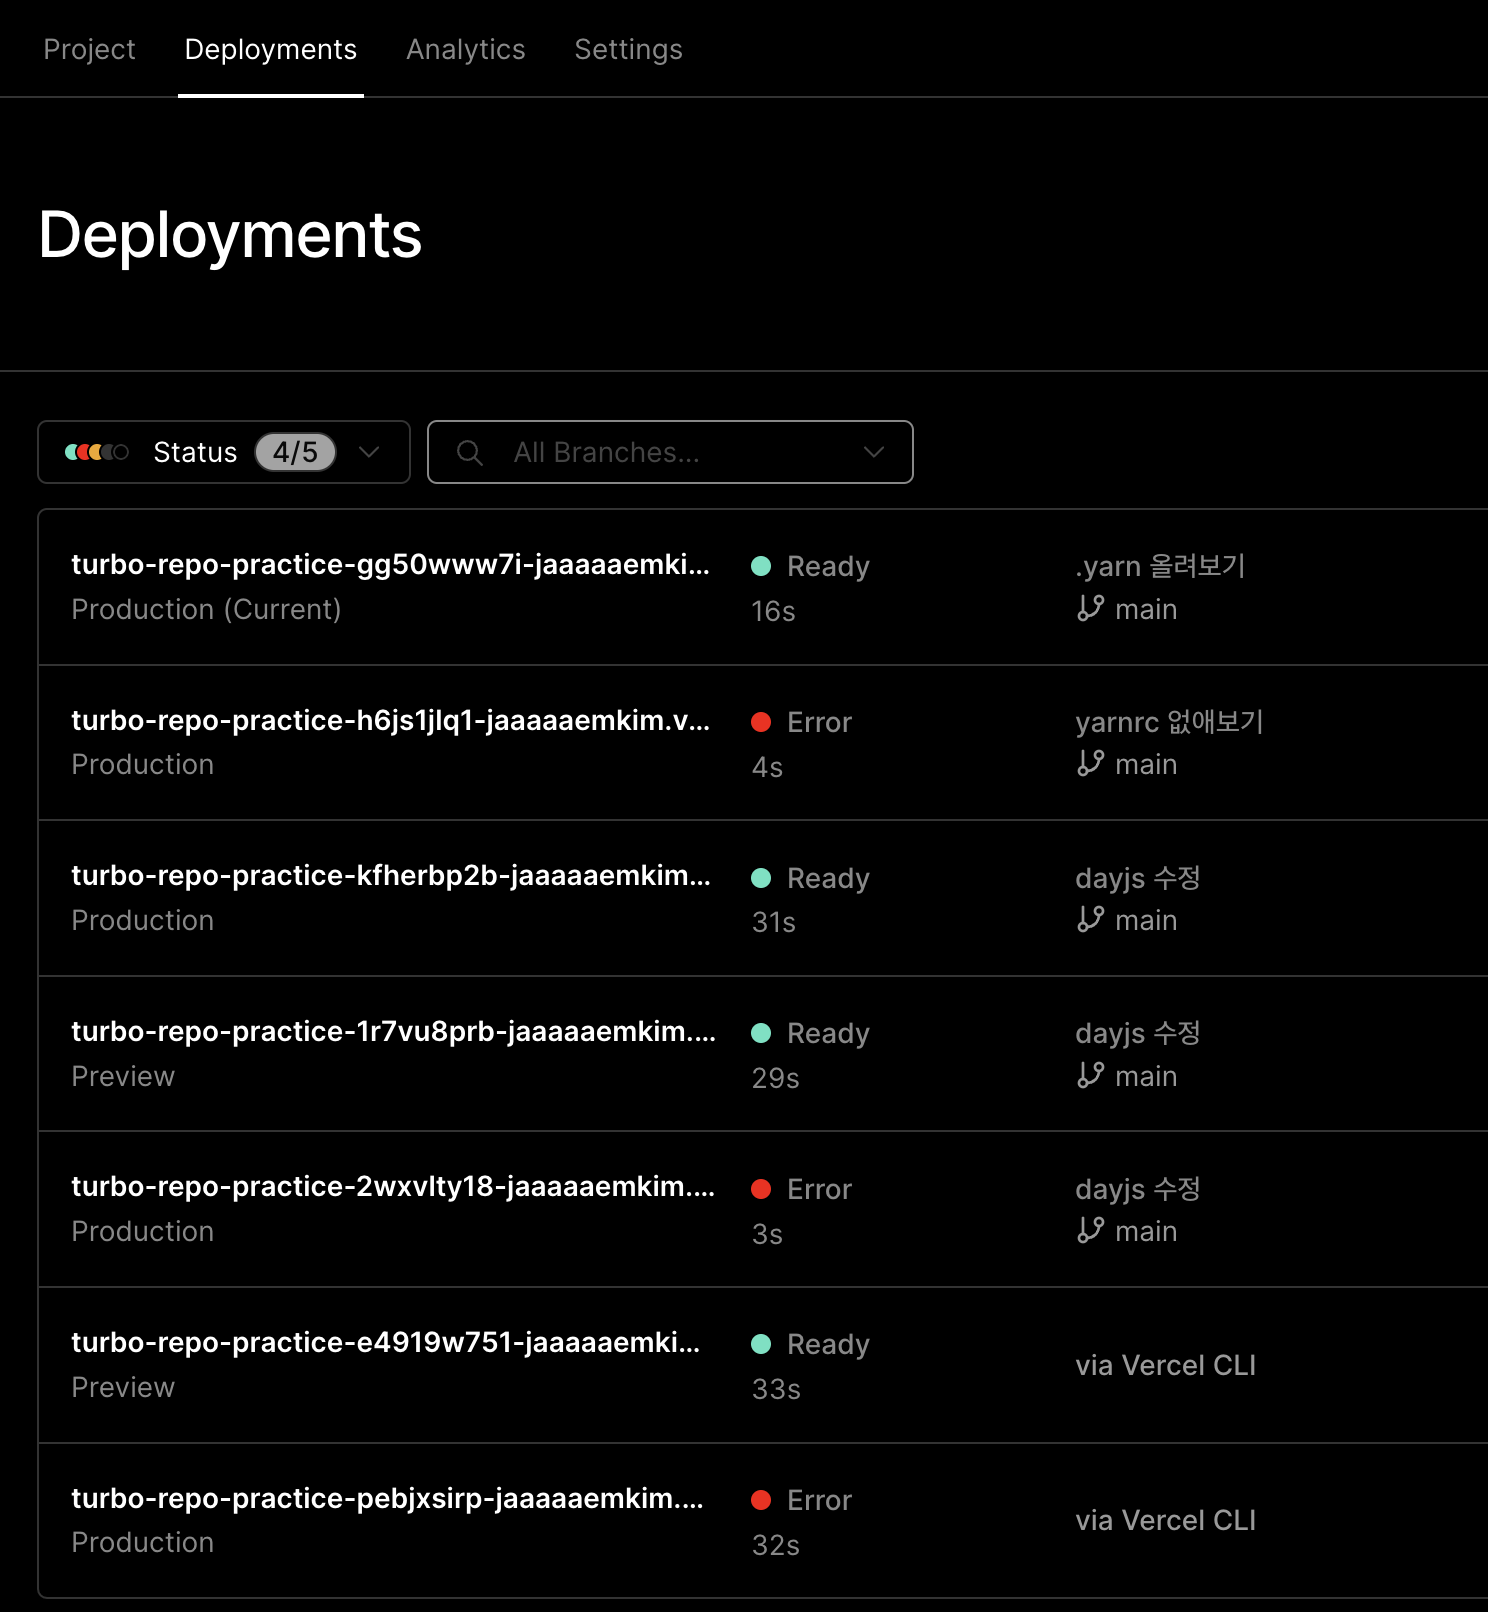 Project Deployments Analytics Settings
Deployments
Status 4/5 All Branches...
turbo-repo-practice-gg50www7i-jaaaaaemki... Ready .yarn 올려보기
Production (Current) 16s main
turbo-repo-practice-h6js1jlq1-jaaaaaemkim.v... Error yarnrc 없애보기
Production 4s main
turbo-repo-practice-kfherbp2b-jaaaaaemkim... Ready dayjs 수정
Production 31s main
turbo-repo-practice-1r7vu8prb-jaaaaaemkim.... Ready dayjs 수정
Preview 29s main
turbo-repo-practice-2wxvlty18-jaaaaaemkim.... Error dayjs 수정
Production 3s main
turbo-repo-practice-e4919w751-jaaaaaemki... Ready via Vercel CLI
Preview 33s
turbo-repo-practice-pebjxsirp-jaaaaaemkim.... Error via Vercel CLI
Production 32s